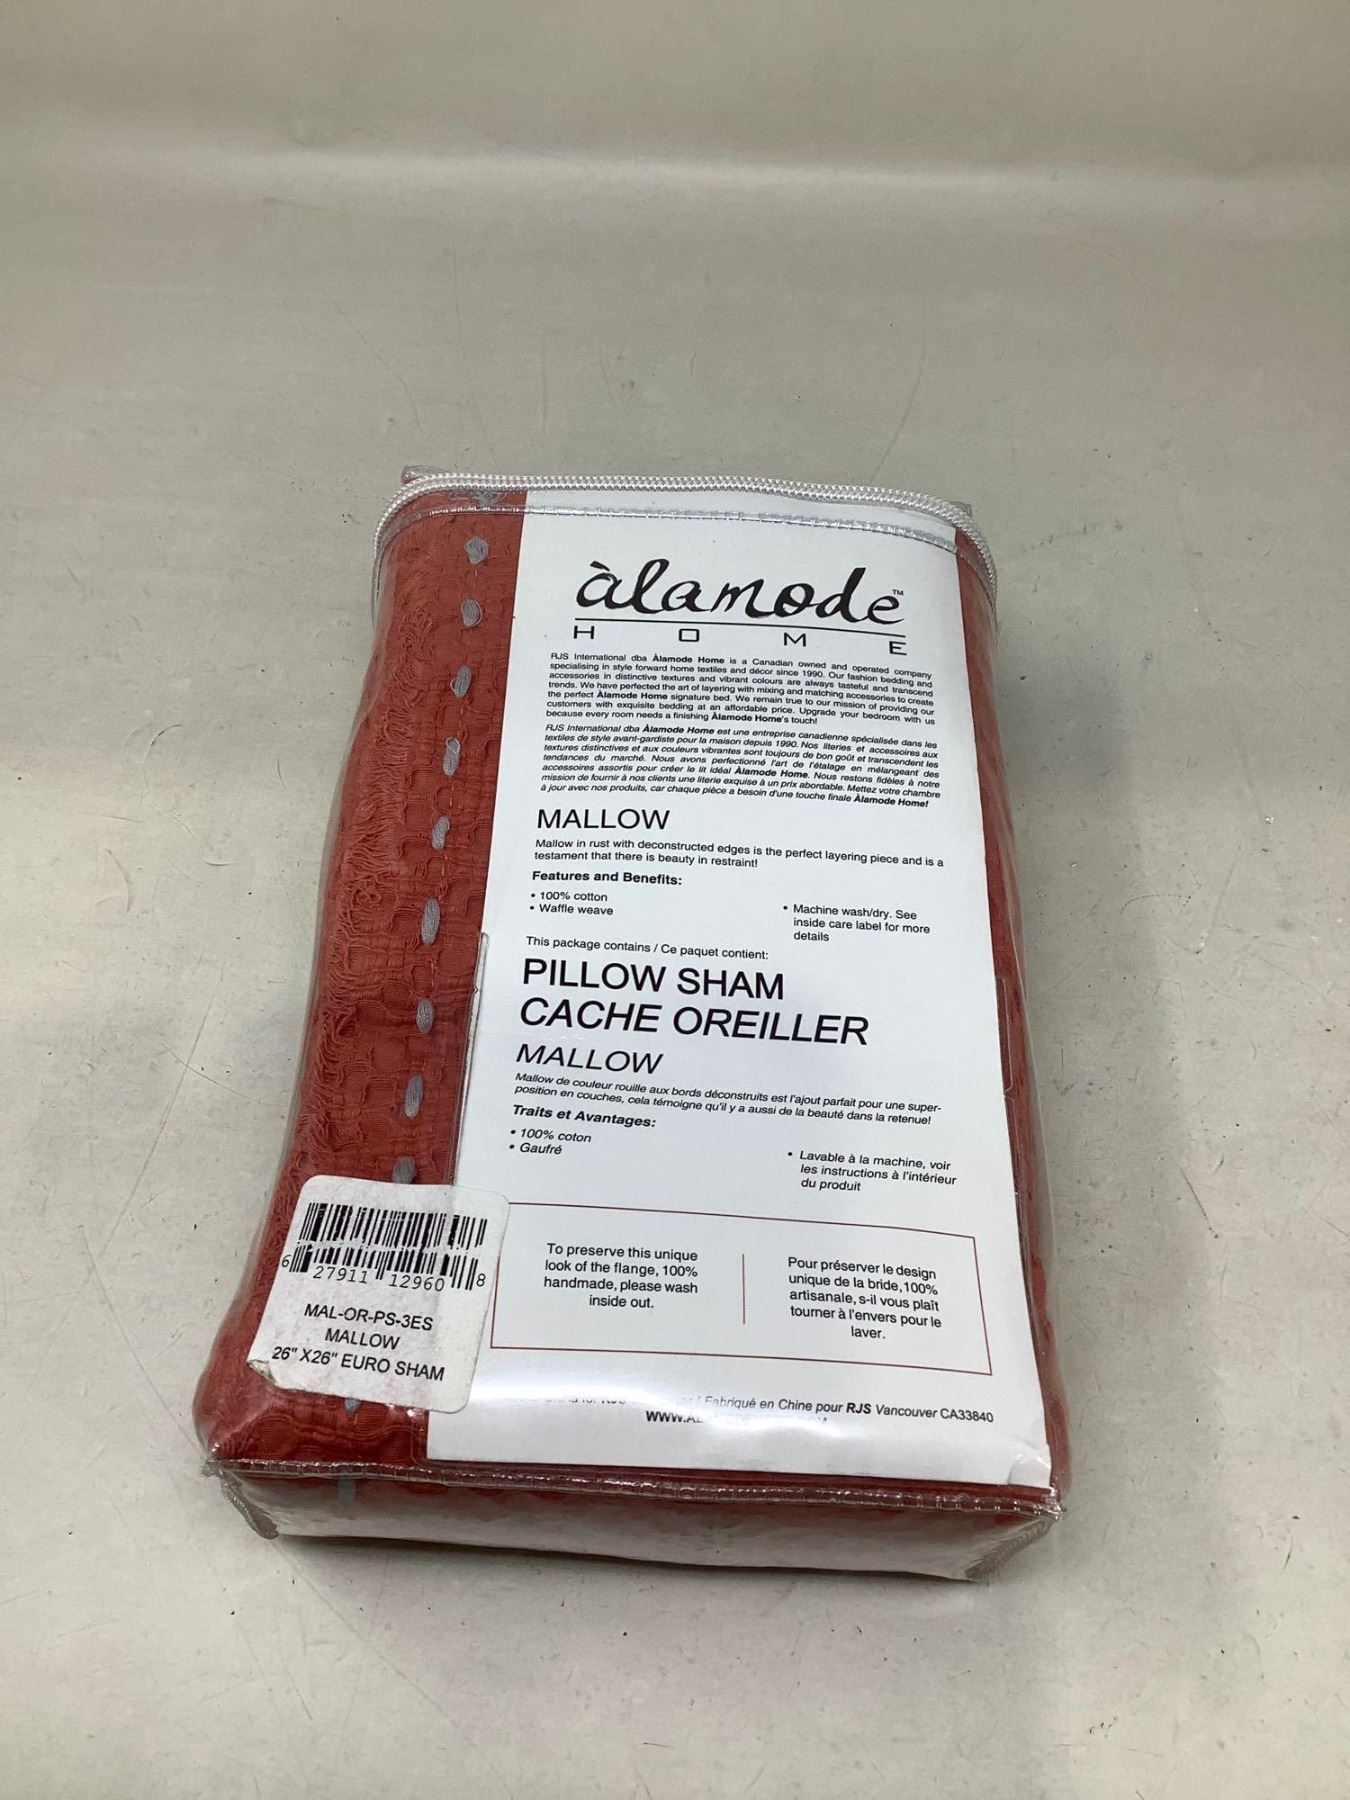 àlamode™
HOME
RJS International dba Àlamode Home is a Canadian owned and operated company
specialising in style forward home textiles and décor since 1990. Our fashion bedding and
accessories in distinctive textures and vibrant colours are always tasteful and transcend
trends. We have perfected the art of layering with mixing and matching accessories to create
the perfect Àlamode Home signature bed. We remain true to our mission of providing our
customers with exquisite bedding at an affordable price. Upgrade your bedroom with us
because every room needs a finishing Àlamode Home's touch!
RJS International dba Àlamode Home est une entreprise canadienne spécialisée dans les
textiles de style avant-gardiste pour la maison depuis 1990. Nos literies et accessoires aux
textures distinctives et aux couleurs vibrantes sont toujours de bon goût et transcendent les
tendances du marché. Nous avons perfectionné l'art de l'étalage en mélangeant des
accessoires assortis pour créer le lit idéal Àlamode Home. Nous restons fidèles à notre
mission de fournir à nos clients une literie exquise à un prix abordable. Mettez votre chambre
à jour avec nos produits, car chaque pièce a besoin d'une touche finale Àlamode Home!
MALLOW
Mallow in rust with deconstructed edges is the perfect layering piece and is a
testament that there is beauty in restraint!
Features and Benefits:
• 100% cotton
• Waffle weave
• Machine wash/dry. See
inside care label for more
details
This package contains / Ce paquet contient:
PILLOW SHAM
CACHE OREILLER
MALLOW
Mallow de couleur rouille aux bords déconstruits est l'ajout parfait pour une super-
position en couches, cela témoigne qu'il y a aussi de la beauté dans la retenue!
Traits et Avantages:
• 100% coton
• Gaufré
• Lavable à la machine, voir
les instructions à l'intérieur
du produit
To preserve this unique
look of the flange, 100%
handmade, please wash
inside out.
Pour préserver le design
unique de la bride,100%
artisanale, s-il vous plaît
tourner à l'envers pour le
laver.
/ Fabriqué en Chine pour RJS Vancouver CA33840
6 27911 12960 8
MAL-OR-PS-3ES
MALLOW
26" X26" EURO SHAM